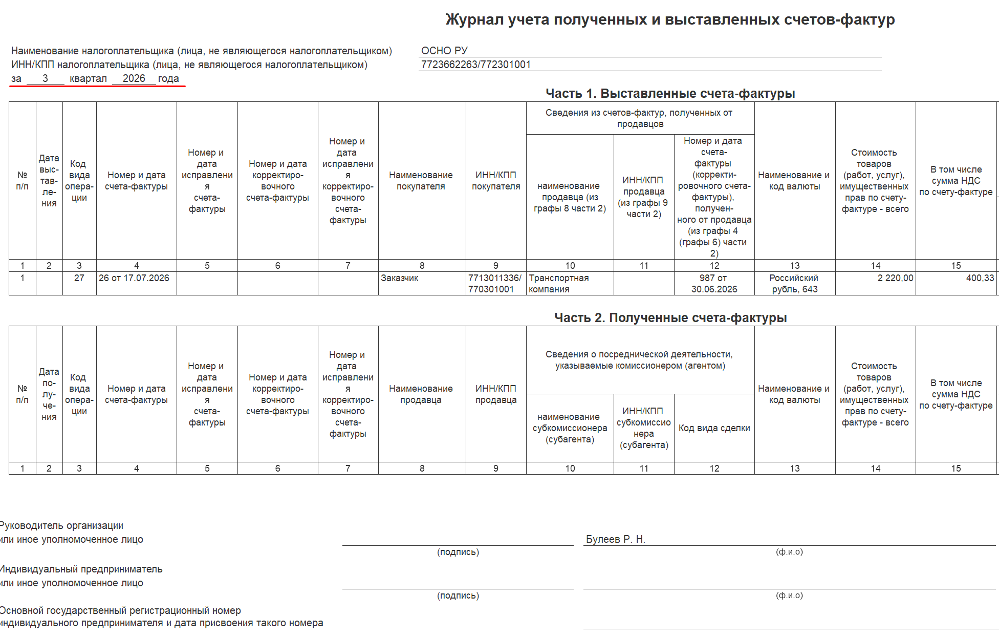 Журнал учета полученных и выставленных счетов-фактур
Наименование налогоплательщика (лица, не являющегося налогоплательщиком) ОСНО РУ
ИНН/КПП налогоплательщика (лица, не являющегося налогоплательщиком) 7723662263/772301001
за 3 квартал 2026 года
Часть 1. Выставленные счета-фактуры
№
п/п
Дата
выс-
тав-
ле-
ния
Код
вида
опера-
ции
Номер и дата
счета-фактуры
Номер и
дата
исправлени
я
счета-
фактуры
Номер и дата
корректиро-
вочного
счета-фактуры
Номер и
дата
исправлени
я
корректиро-
вочного
счета-
фактуры
Наименование
покупателя
ИНН/КПП
покупателя
Сведения из счетов-фактур, полученных от
продавцов
наименование
продавца (из
графы 8 части 2)
ИНН/КПП
продавца
(из графы 9
части 2)
Номер и дата
счета-
фактуры
(корректи-
ровочного счета-
фактуры),
получен-
ного от продавца
(из графы 4
(графы 6) части
2)
Наименование и
код валюты
Стоимость
товаров
(работ, услуг),
имущественных
прав по счету-
фактуре - всего
В том числе
сумма НДС
по счету-фактуре
1 2 3 4 5 6 7 8 9 10 11 12 13 14 15
1 27 26 от 17.07.2026 Заказчик 7713011336/ Транспортная 987 от Российский 2 220,00 400,33
770301001 компания 30.06.2026 рубль, 643
Часть 2. Полученные счета-фактуры
№
п/п
Дата
по-
лу-
че-
ния
Код
вида
опера-
ции
Номер и дата
счета-фактуры
Номер и
дата
исправлени
я
счета-
фактуры
Номер и дата
корректиро-
вочного
счета-фактуры
Номер и
дата
исправлени
я
корректиро-
вочного
счета-
фактуры
Наименование
продавца
ИНН/КПП
продавца
Сведения о посреднической деятельности,
указываемые комиссионером (агентом)
наименование
субкомиссионера
(субагента)
ИНН/КПП
субкомиссио
нера
(субагента)
Код вида сделки
Наименование и
код валюты
Стоимость
товаров
(работ, услуг),
имущественных
прав по счету-
фактуре - всего
В том числе
сумма НДС
по счету-фактуре
1 2 3 4 5 6 7 8 9 10 11 12 13 14 15
Руководитель организации
или иное уполномоченное лицо Булеев Р. Н.
(подпись) (ф.и.о)
Индивидуальный предприниматель
или иное уполномоченное лицо
(подпись) (ф.и.о)
Основной государственный регистрационный номер
индивидуального предпринимателя и дата присвоения такого номера